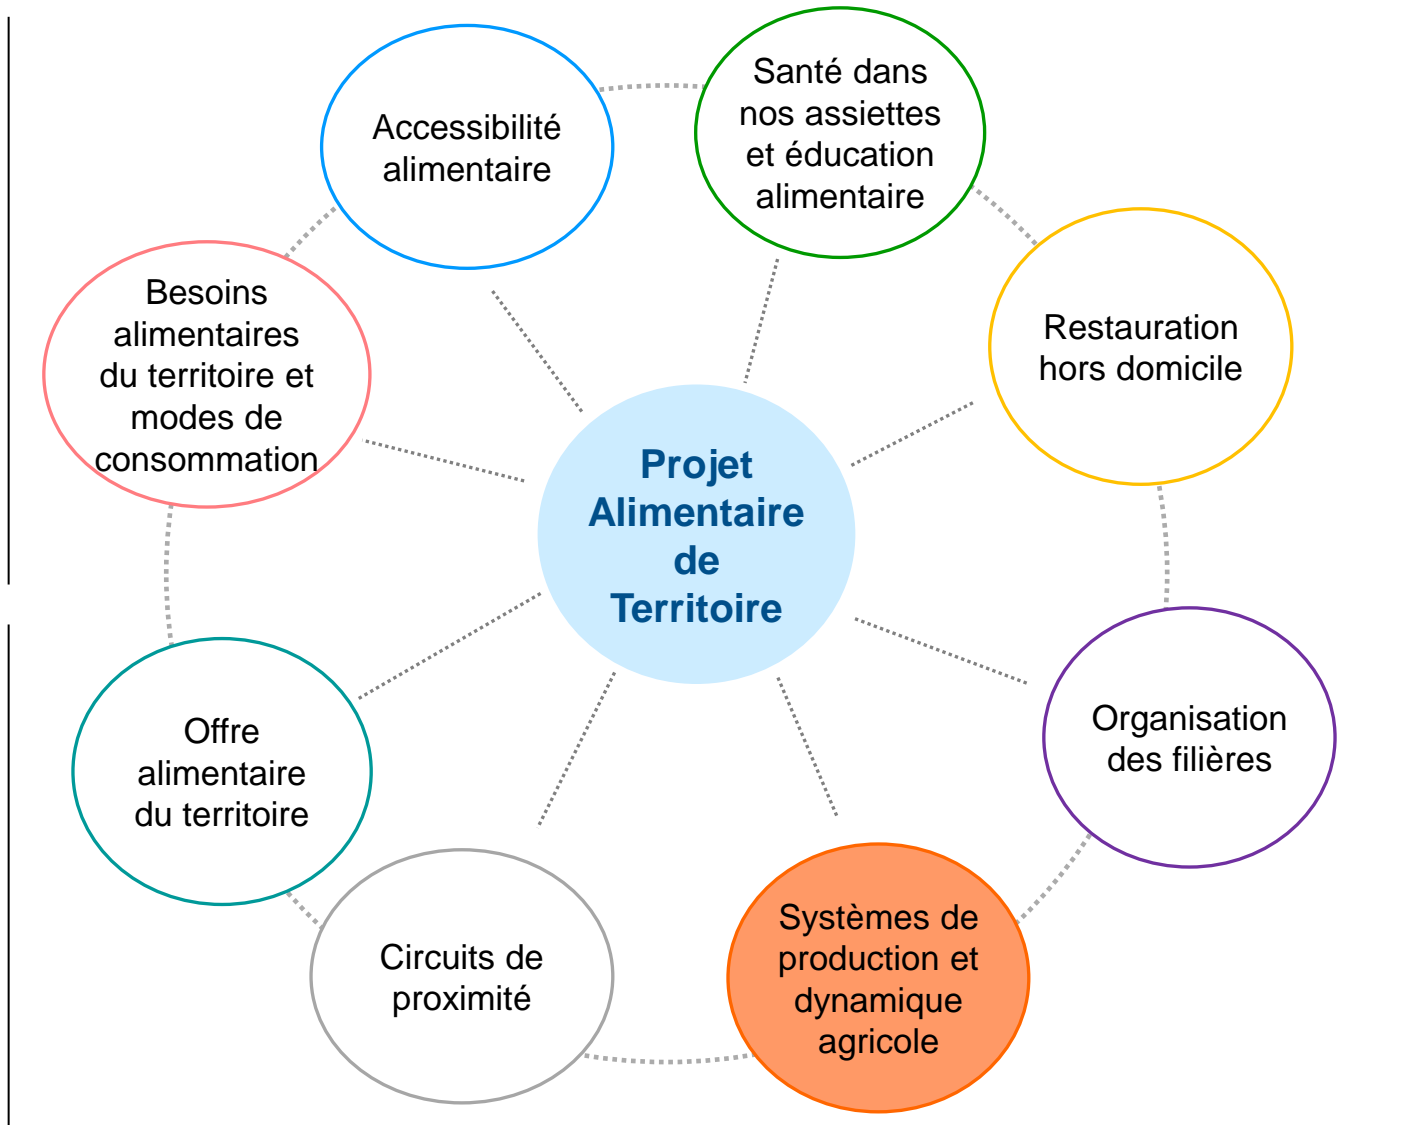 Accessibilité
alimentaire
Santé dans
nos assiettes
et éducation
alimentaire
Besoins
alimentaires
du territoire et
modes de
consommation
Restauration
hors domicile
Projet
Alimentaire
de
Territoire
Offre
alimentaire
du territoire
Organisation
des filières
Circuits de
proximité
Systèmes de
production et
dynamique
agricole